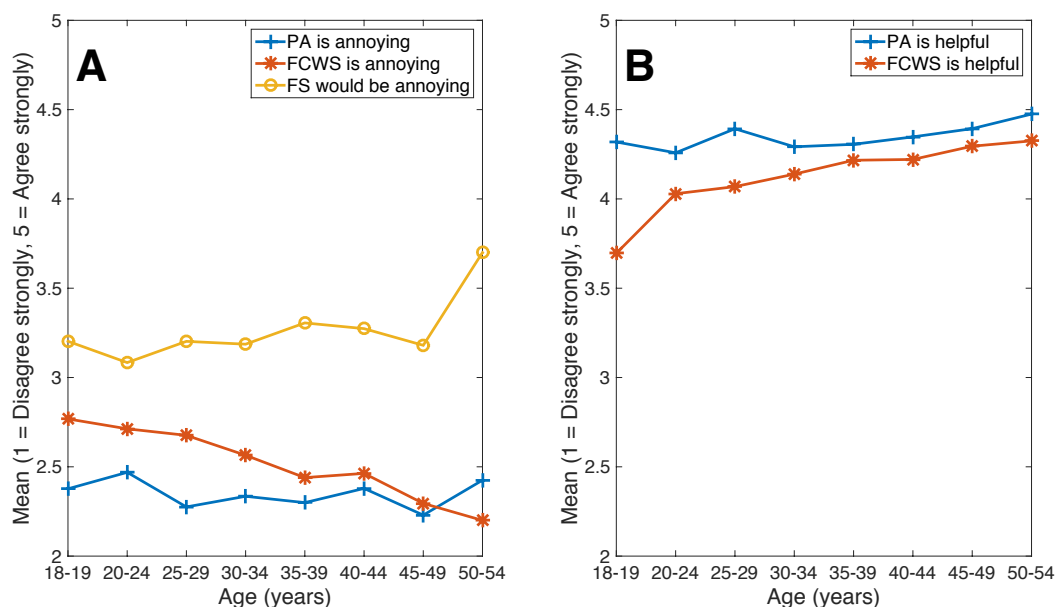 A
PA is annoying
FCWS is annoying
FS would be annoying
Mean (1 = Disagree strongly, 5 = Agree strongly)
5
4.5
4
3.5
3
2.5
2
18-19 20-24 25-29 30-34 35-39 40-44 45-49 50-54
Age (years)
B
PA is helpful
FCWS is helpful
Mean (1 = Disagree strongly, 5 = Agree strongly)
5
4.5
4
3.5
3
2.5
2
18-19 20-24 25-29 30-34 35-39 40-44 45-49 50-54
Age (years)